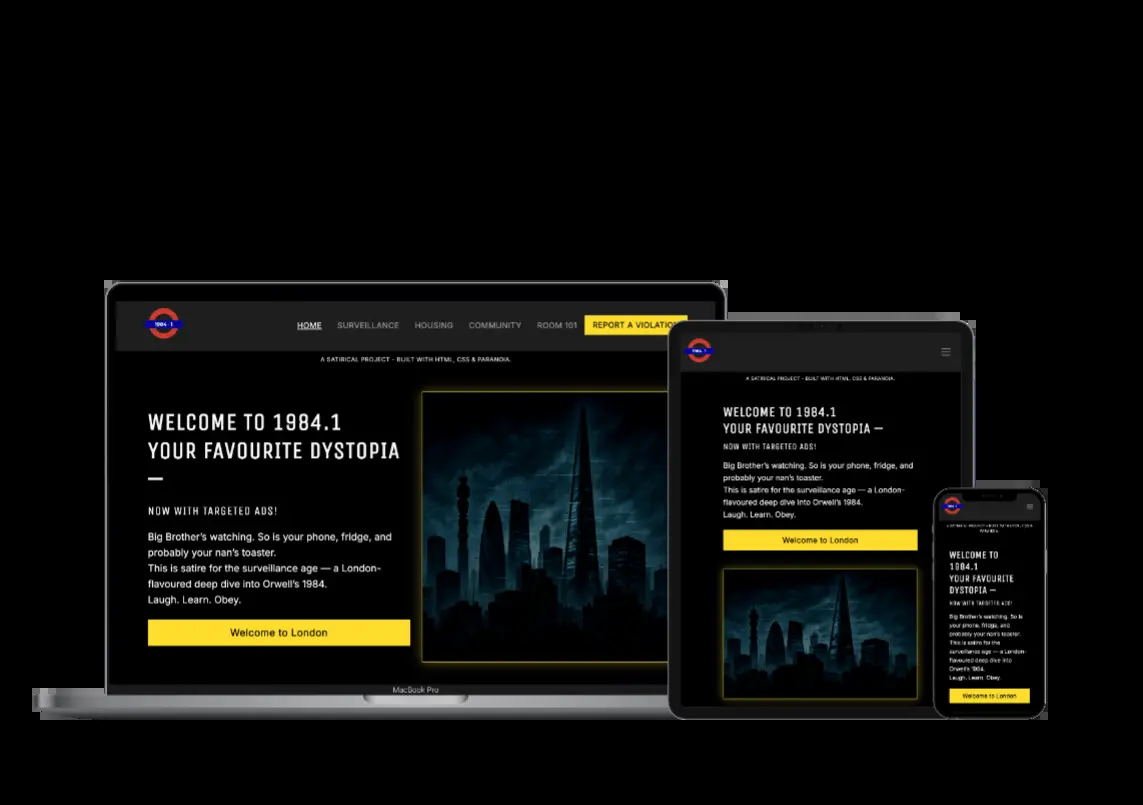 1984·1
HOME
SURVEILLANCE
HOUSING
COMMUNITY
ROOM 101
REPORT A VIOLATION
A SATIRICAL PROJECT - BUILT WITH HTML, CSS & PARANOIA.
WELCOME TO 1984.1
YOUR FAVOURITE DYSTOPIA
—
NOW WITH TARGETED ADS!
Big Brother's watching. So is your phone, fridge, and
probably your nan's toaster.
This is satire for the surveillance age — a London-
flavoured deep dive into Orwell's 1984.
Laugh. Learn. Obey.
Welcome to London
MacBook Pro
1984·1
A SATIRICAL PROJECT - BUILT WITH HTML, CSS & PARANOIA.
WELCOME TO 1984.1
YOUR FAVOURITE DYSTOPIA —
NOW WITH TARGETED ADS!
Big Brother's watching. So is your phone, fridge, and
probably your nan's toaster.
This is satire for the surveillance age — a London-
flavoured deep dive into Orwell's 1984.
Laugh. Learn. Obey.
Welcome to London
A SATIRICAL PROJECT - BUILT WITH HTML, CSS &
PARANOIA.
WELCOME TO
1984.1
YOUR FAVOURITE
DYSTOPIA —
NOW WITH TARGETED ADS!
Big Brother's watching. So is
your phone, fridge, and
probably your nan's toaster.
This is satire for the
surveillance age — a London-
flavoured deep dive into
Orwell's 1984.
Laugh. Learn. Obey.
Welcome to London